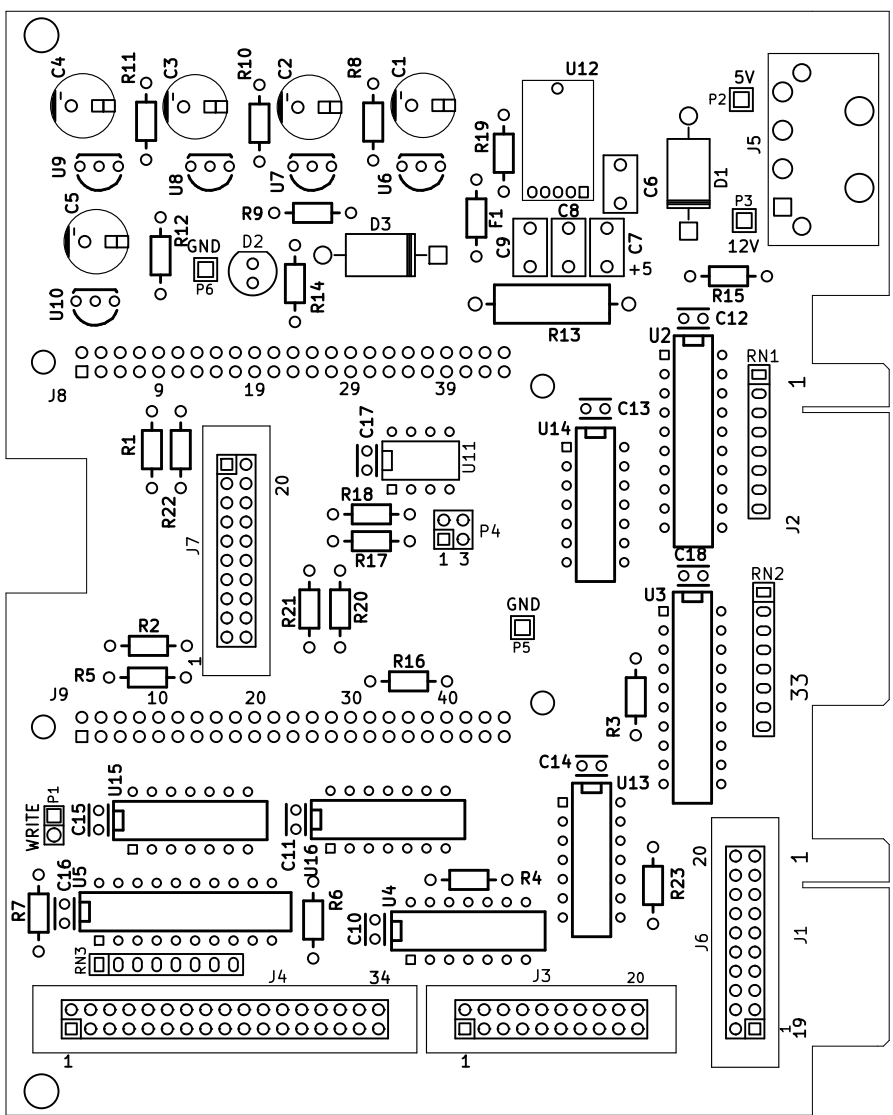 C4
R11
C3
R10
C2
R8
C1
U12
5V
P2
J5
U9
U8
U7
U6
R19
C6
D1
P3
12V
C5
R12
GND
P6
R9
D2
D3
F1
C9
C8
C7
+5
U10
R14
R13
R15
U2
C12
RN1
1
J8
9
19
29
39
C17
U14
C13
R1
R22
J7
20
U11
R18
R17
P4
1
3
J2
C18
U3
RN2
R21
R20
GND
P5
R2
R5
1
R16
R3
33
J9
10
20
30
40
C14
U13
U15
P1
WRITE
C15
C11
U16
C16
U5
R7
R6
U4
C10
R4
R23
20
1
J6
J1
RN3
J4
34
J3
20
1
19
1
1